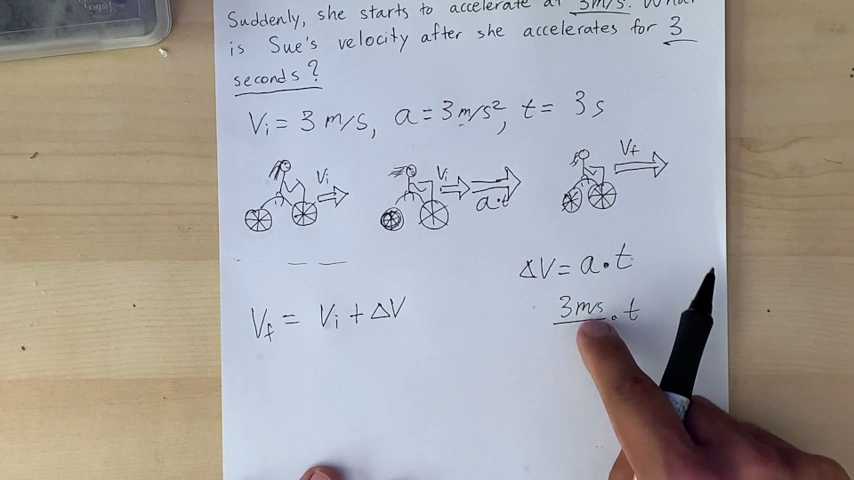 Suddenly, she starts to accelerate at 3m/s. What
is Sue's velocity after she accelerates for 3
seconds?
Vi = 3 m/s, a = 3 m/s², t = 3 s
Vi Vi a·t Vf
ΔV = a·t
Vf = Vi + ΔV
3 m/s · t